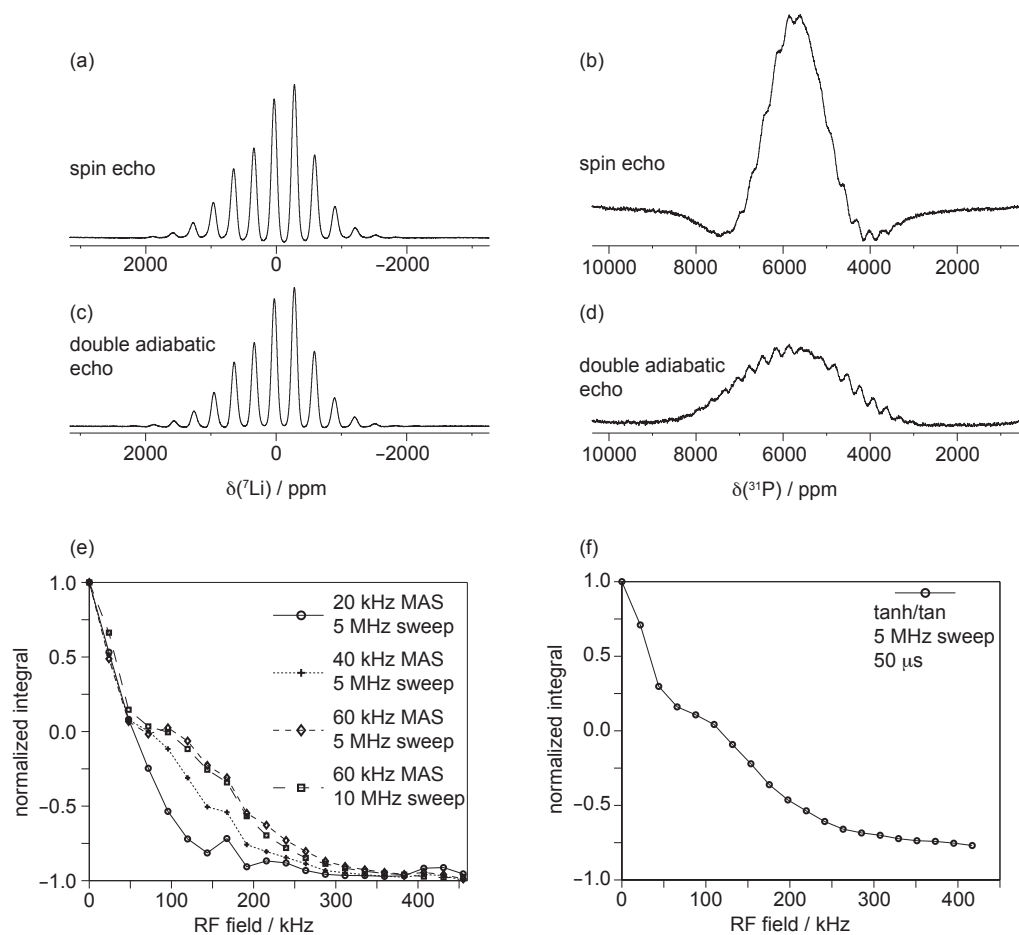 (a)
spin echo
2000
0
−2000
(b)
spin echo
10000
8000
6000
4000
2000
(c)
double adiabatic
echo
2000
0
−2000
δ(⁷Li) / ppm
(d)
double adiabatic
echo
10000
8000
6000
4000
2000
δ(³¹P) / ppm
(e)
1.0
0.5
0.0
−0.5
−1.0
normalized integral
20 kHz MAS
5 MHz sweep
40 kHz MAS
5 MHz sweep
60 kHz MAS
5 MHz sweep
60 kHz MAS
10 MHz sweep
0
100
200
300
400
RF field / kHz
(f)
1.0
0.5
0.0
−0.5
−1.0
normalized integral
tanh/tan
5 MHz sweep
50 μs
0
100
200
300
400
RF field / kHz